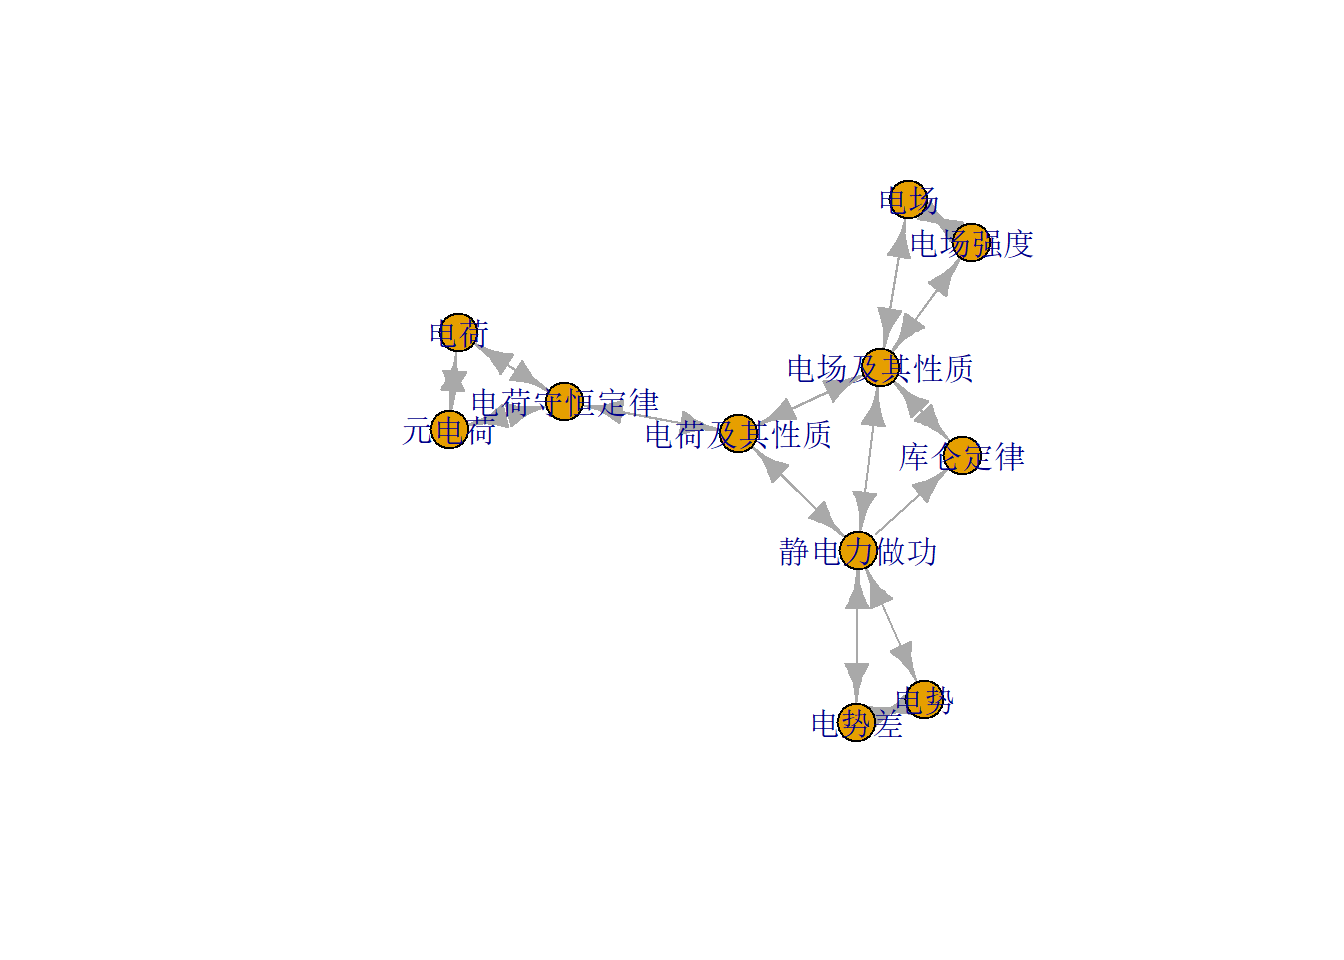 电场
电场强度
电荷
电场及其性质
电荷守恒定律
元电荷
电荷及其性质
库仑定律
静电力做功
电势
电势差